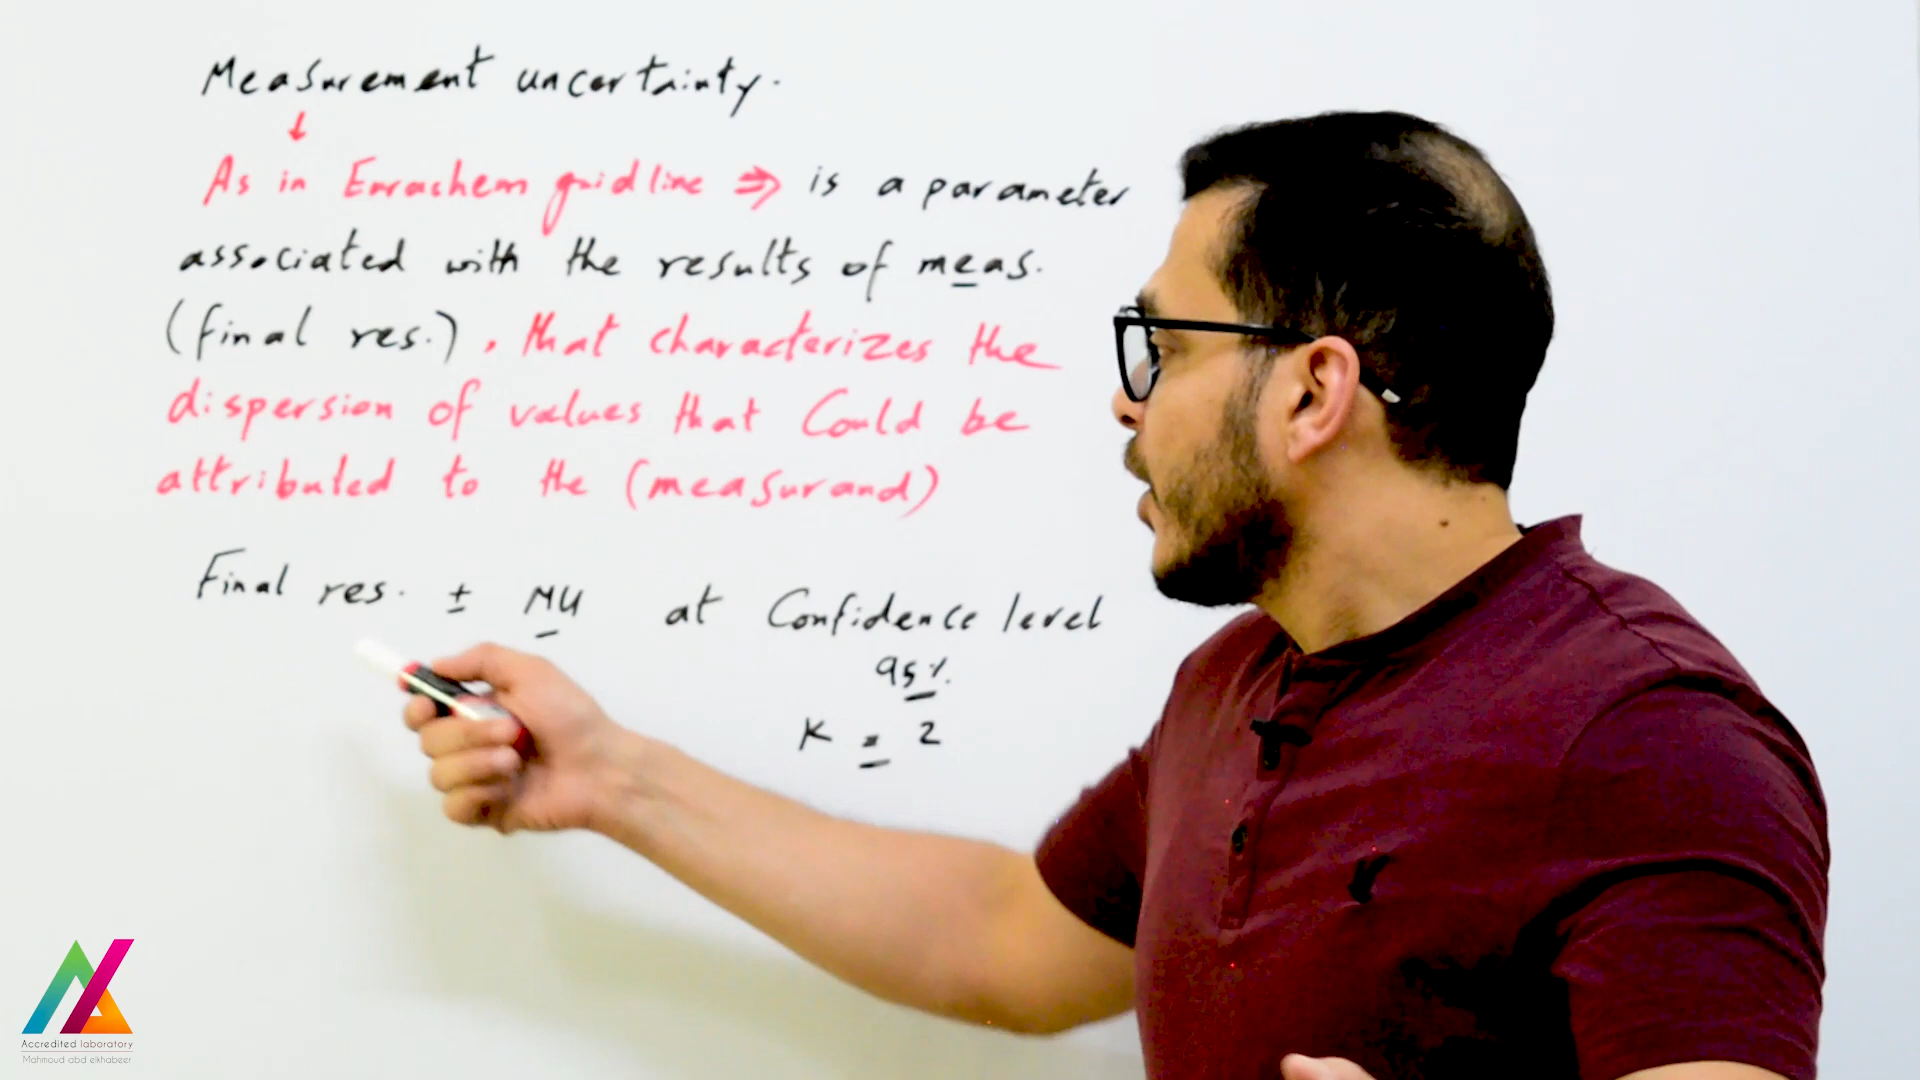 Measurement uncertainty.
↓
As in Eurachem guidline ⇒ is a parameter
associated with the results of meas.
(final res.), that characterizes the
dispersion of values that Could be
attributed to the (measurand)
Final res. ± MU at Confidence level
95%.
K = 2
Accredited laboratory
Mahmoud abd elkhabeer